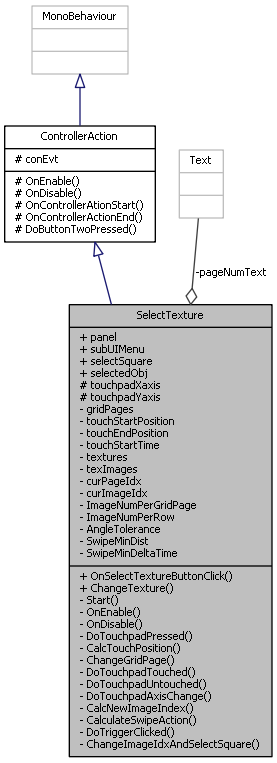 MonoBehaviour
ControllerAction
# conEvt
# OnEnable()
# OnDisable()
# OnControllerAtionStart()
# OnControllerActionEnd()
# DoButtonTwoPressed()
Text
-pageNumText
SelectTexture
+ panel
+ subUIMenu
+ selectSquare
+ selectedObj
# touchpadXaxis
# touchpadYaxis
- gridPages
- touchStartPosition
- touchEndPosition
- touchStartTime
- textures
- texImages
- curPageIdx
- curImageIdx
- ImageNumPerGridPage
- ImageNumPerRow
- AngleTolerance
- SwipeMinDist
- SwipeMinDeltaTime
+ OnSelectTextureButtonClick()
+ ChangeTexture()
- Start()
- OnEnable()
- OnDisable()
- DoTouchpadPressed()
- CalcTouchPosition()
- ChangeGridPage()
- DoTouchpadTouched()
- DoTouchpadUntouched()
- DoTouchpadAxisChange()
- CalcNewImageIndex()
- CalculateSwipeAction()
- DoTriggerClicked()
- ChangeImageIdxAndSelectSquare()